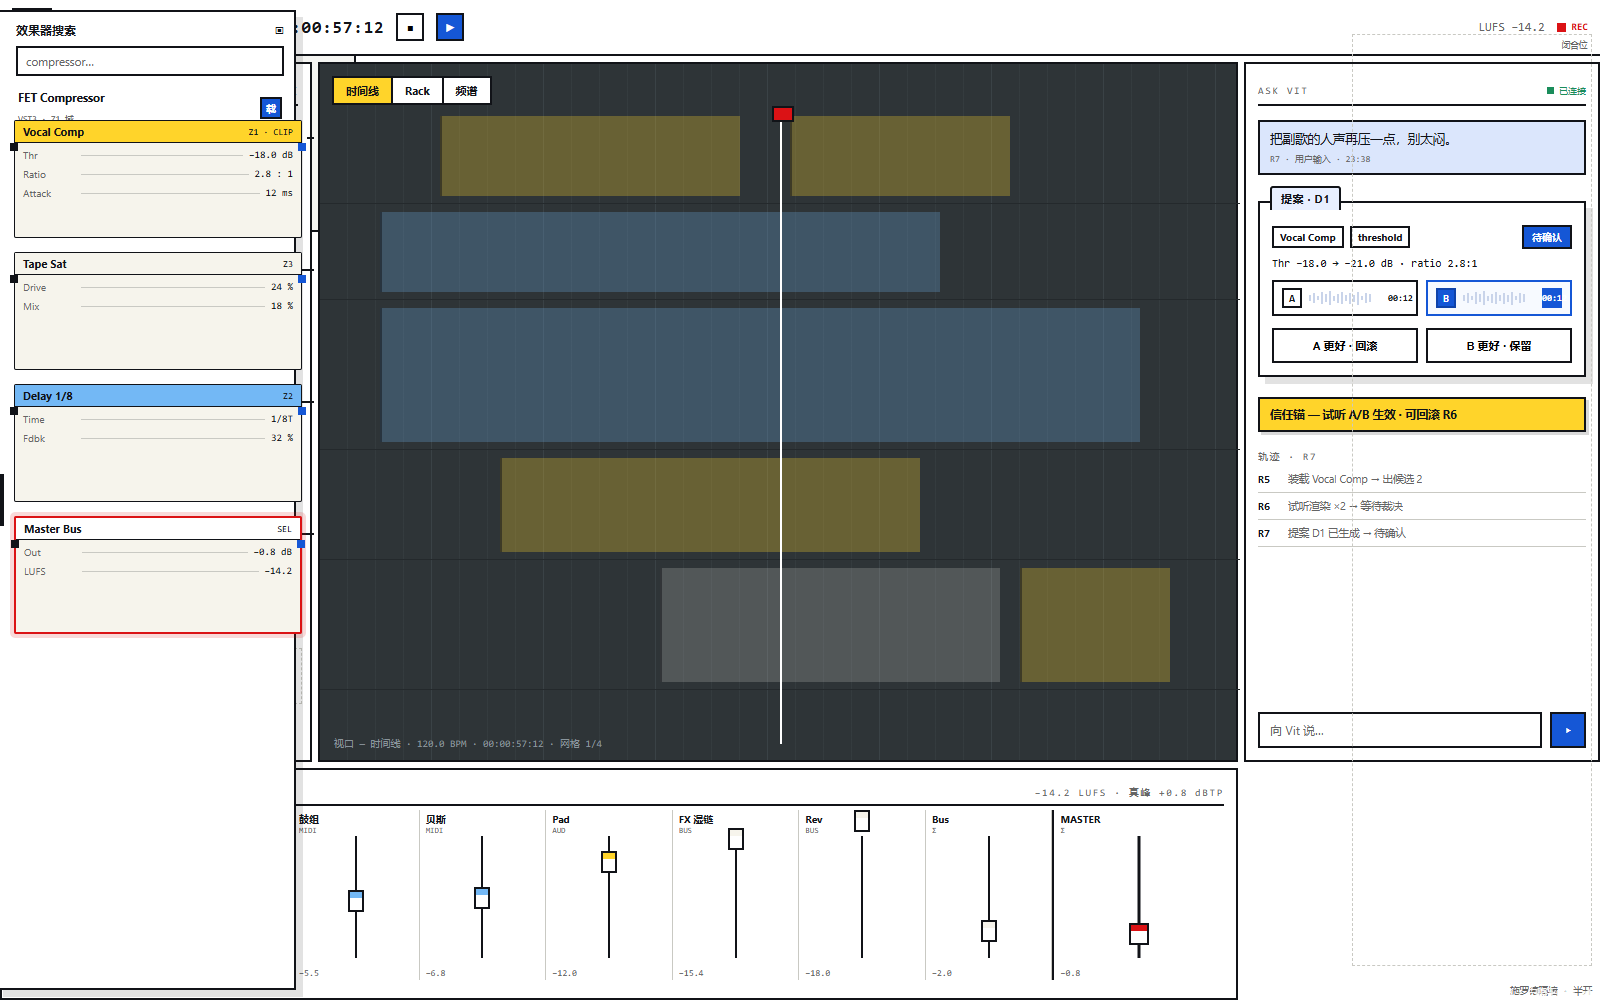 效果器搜索
compressor…
FET Compressor
载
VST3 · Z1 域
Vocal Comp
Z1 · CLIP
Thr
−18.0 dB
Ratio
2.8 : 1
Attack
12 ms
Tape Sat
Z3
Drive
24 %
Mix
18 %
Delay 1/8
Z2
Time
1/8T
Fdbk
32 %
Master Bus
SEL
Out
−0.8 dB
LUFS
−14.2
:00:57:12
LUFS −14.2
REC
闭合位
时间线
Rack
频谱
视口 — 时间线 · 120.0 BPM · 00:00:57:12 · 网格 1/4
ASK VIT
已连接
把副歌的人声再压一点，别太闷。
R7 · 用户输入 · 23:38
提案 · D1
Vocal Comp
threshold
待确认
Thr −18.0 → −21.0 dB · ratio 2.8:1
A
00:12
B
00:1
A 更好 · 回滚
B 更好 · 保留
信任锚 — 试听 A/B 生效 · 可回滚 R6
轨迹 · R7
R5 装载 Vocal Comp → 出候选 2
R6 试听渲染 ×2 → 等待裁决
R7 提案 D1 已生成 → 待确认
向 Vit 说…
−14.2 LUFS · 真峰 +0.8 dBTP
鼓组
MIDI
−5.5
贝斯
MIDI
−6.8
Pad
AUD
−12.0
FX 湿链
BUS
−15.4
Rev
BUS
−18.0
Bus
Σ
−2.0
MASTER
Σ
−0.8